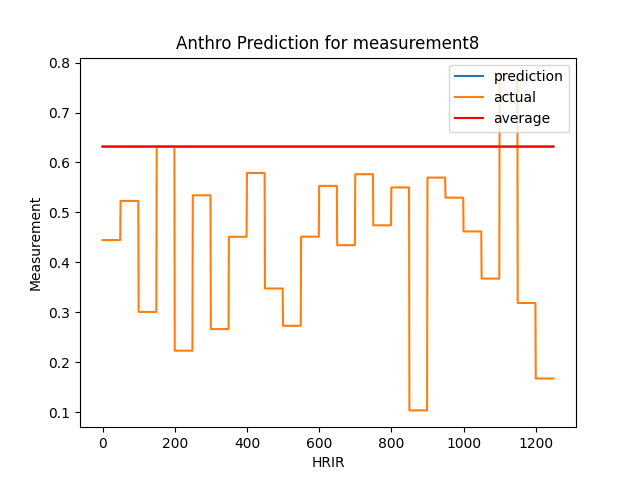 Anthro Prediction for measurement8
prediction
actual
average
0.8
0.7
0.6
0.5
0.4
0.3
0.2
0.1
Measurement
0 200 400 600 800 1000 1200
HRIR